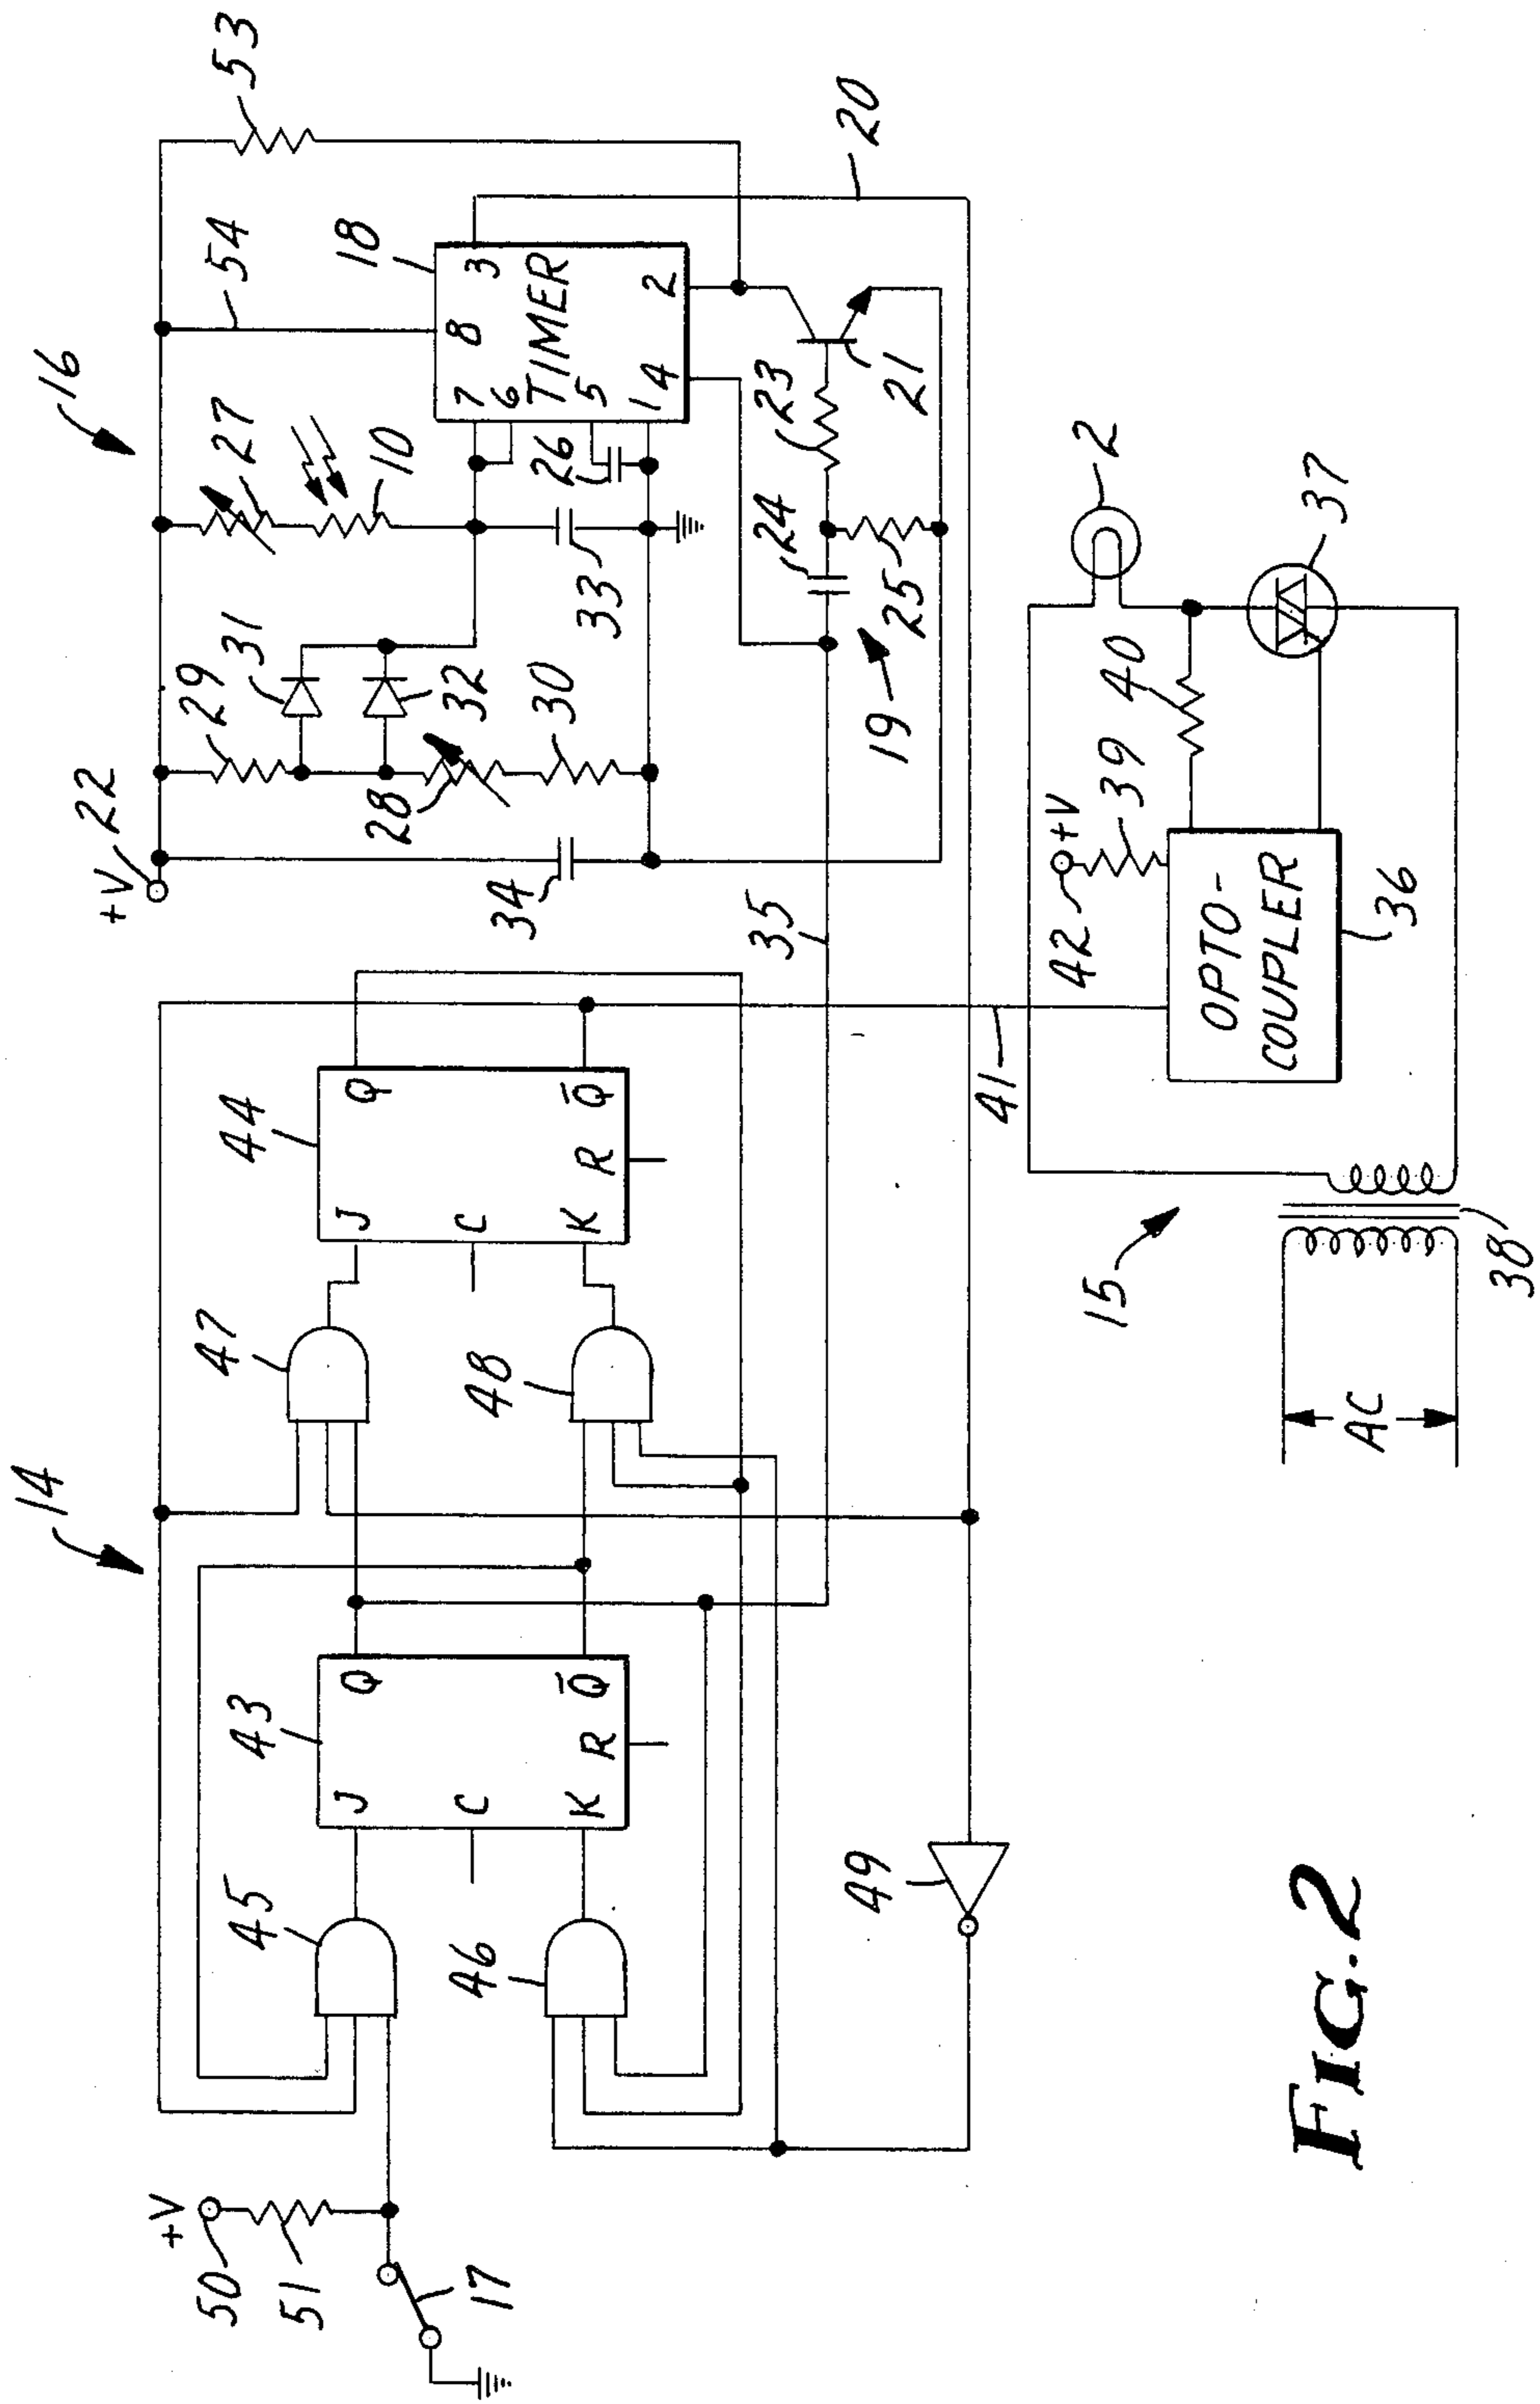 14
16
+V
50
51
17
45
46
43
J
C
K
Q
Q̅
R
47
48
44
J
C
K
Q
Q̅
R
49
+V
22
29
31
32
28
30
34
27
10
33
26
54
18
7
6
5
1
8
TIMER
4
3
2
53
35
19
24
25
23
21
20
15
AC
38
41
OPTO-
COUPLER
36
42
+V
39
40
2
37
FIG. 2